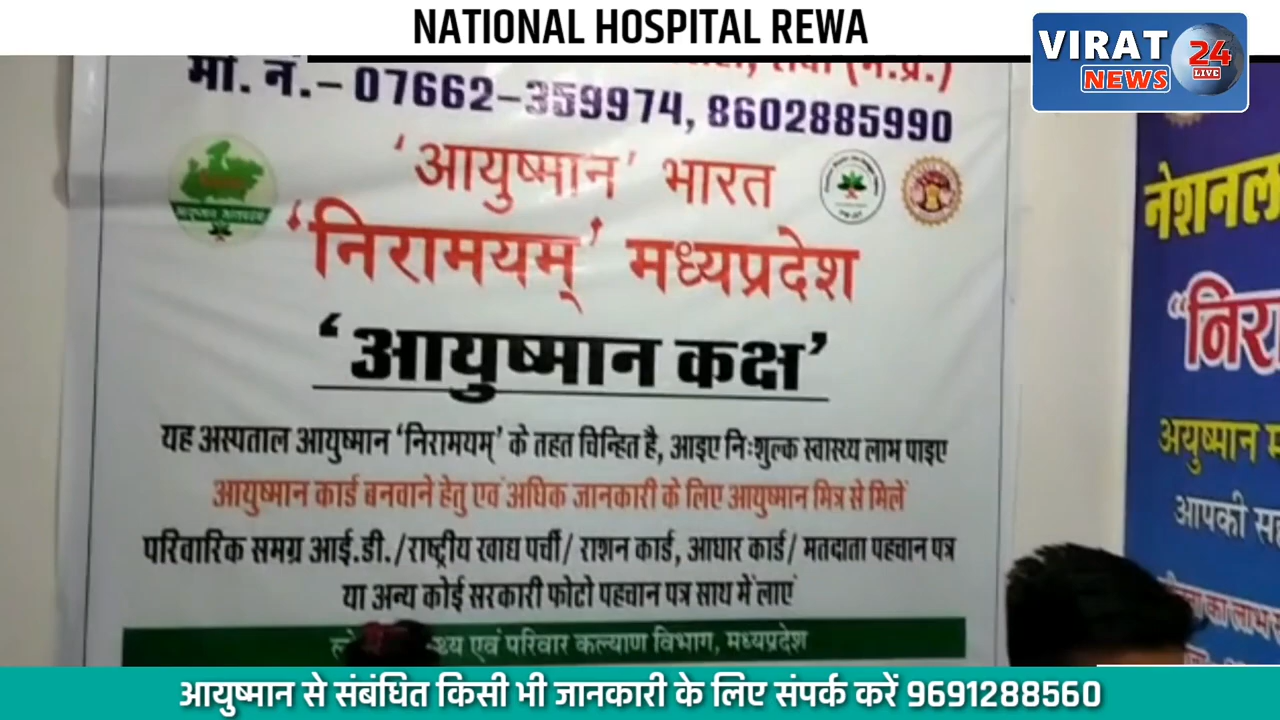 NATIONAL HOSPITAL REWA
VIRAT 24
NEWS LIVE
मो. नं.- 07662-359974, 8602885990
'आयुष्मान' भारत
'निरामयम्' मध्यप्रदेश
'आयुष्मान कक्ष'
यह अस्पताल आयुष्मान 'निरामयम्' के तहत चिन्हित है, आइए निःशुल्क स्वास्थ्य लाभ पाइए
आयुष्मान कार्ड बनवाने हेतु एवं अधिक जानकारी के लिए आयुष्मान मित्र से मिलें
परिवारिक समग्र आई.डी./राष्ट्रीय खाद्य पर्ची/ राशन कार्ड, आधार कार्ड/ मतदाता पहचान पत्र
या अन्य कोई सरकारी फोटो पहचान पत्र साथ में लाएं
एवं परिवार कल्याण विभाग, मध्यप्रदेश
नेशनल
"निरा
अयुष्मान
आपकी
का लाभ
आयुष्मान से संबंधित किसी भी जानकारी के लिए संपर्क करें 9691288560